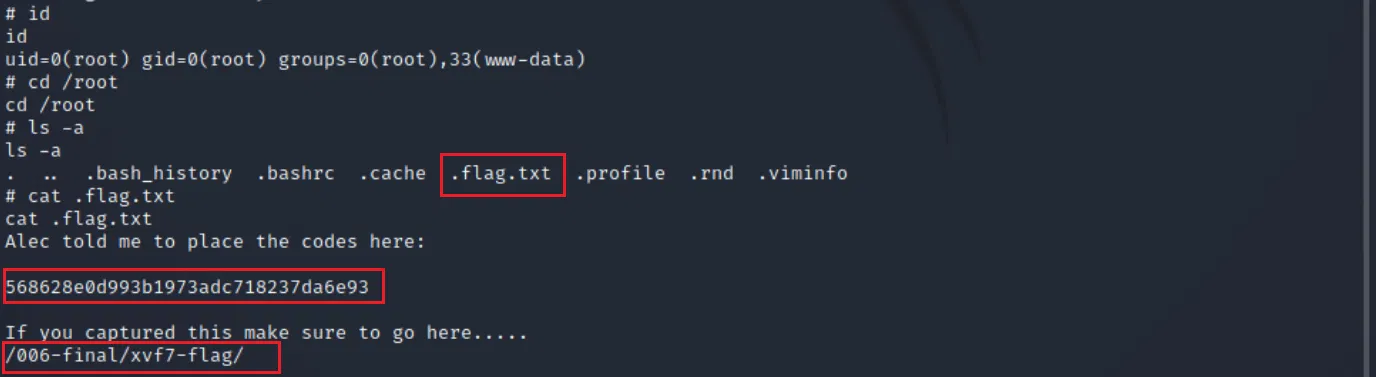 # id
id
uid=0(root) gid=0(root) groups=0(root),33(www-data)
# cd /root
cd /root
# ls -a
ls -a
.  ..  .bash_history  .bashrc  .cache  .flag.txt  .profile  .rnd  .viminfo
# cat .flag.txt
cat .flag.txt
Alec told me to place the codes here:
568628e0d993b1973adc718237da6e93
If you captured this make sure to go here.....
/006-final/xvf7-flag/